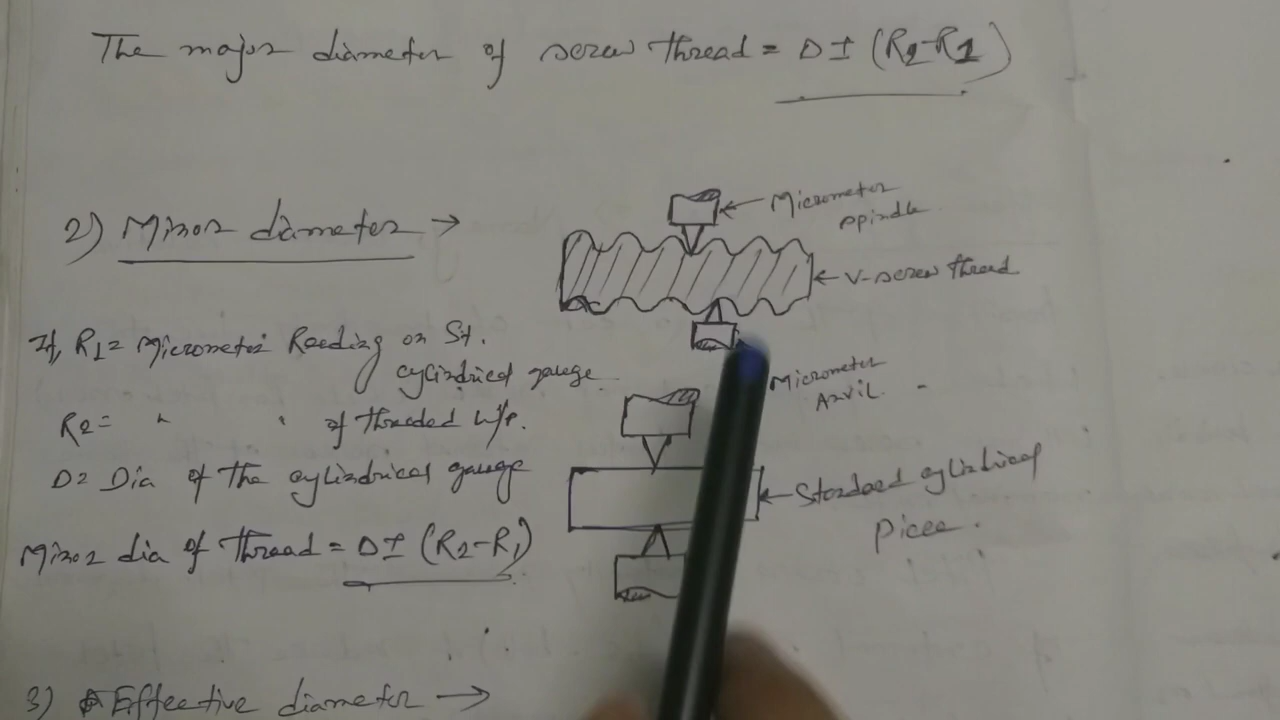 The major diameter of screw thread = D ± (R2-R1)
2) Minor diameter →
Micrometer
spindle
V-screw thread
If, R1= Micrometer Reading on St.
cylindrical gauge
R2= " " of threaded W/P.
D= Dia of the cylindrical gauge
Minor dia of thread = D ± (R2-R1)
Micrometer
Anvil.
Standard cylindrical
Picee.
3) Effective diameter →